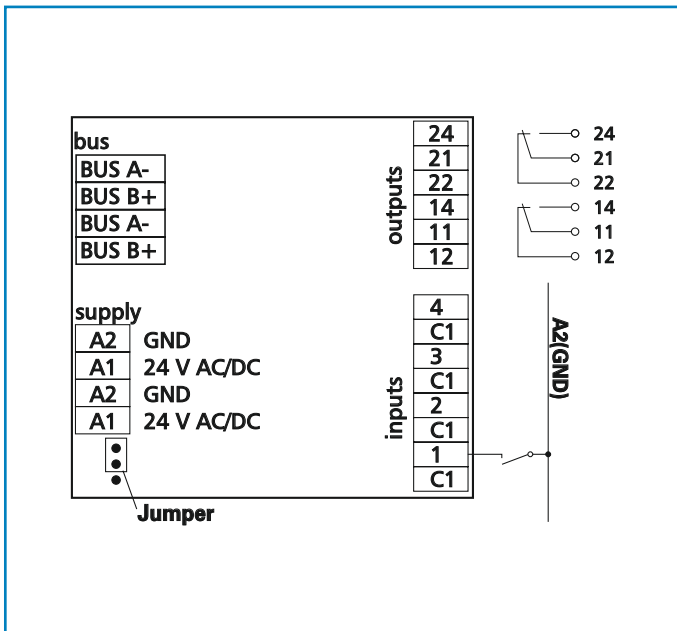 bus
BUS A-
BUS B+
BUS A-
BUS B+
supply
A2 GND
A1 24 V AC/DC
A2 GND
A1 24 V AC/DC
Jumper
outputs
24
21
22
14
11
12
inputs
4
C1
3
C1
2
C1
1
C1
24
21
22
14
11
12
A2(GND)